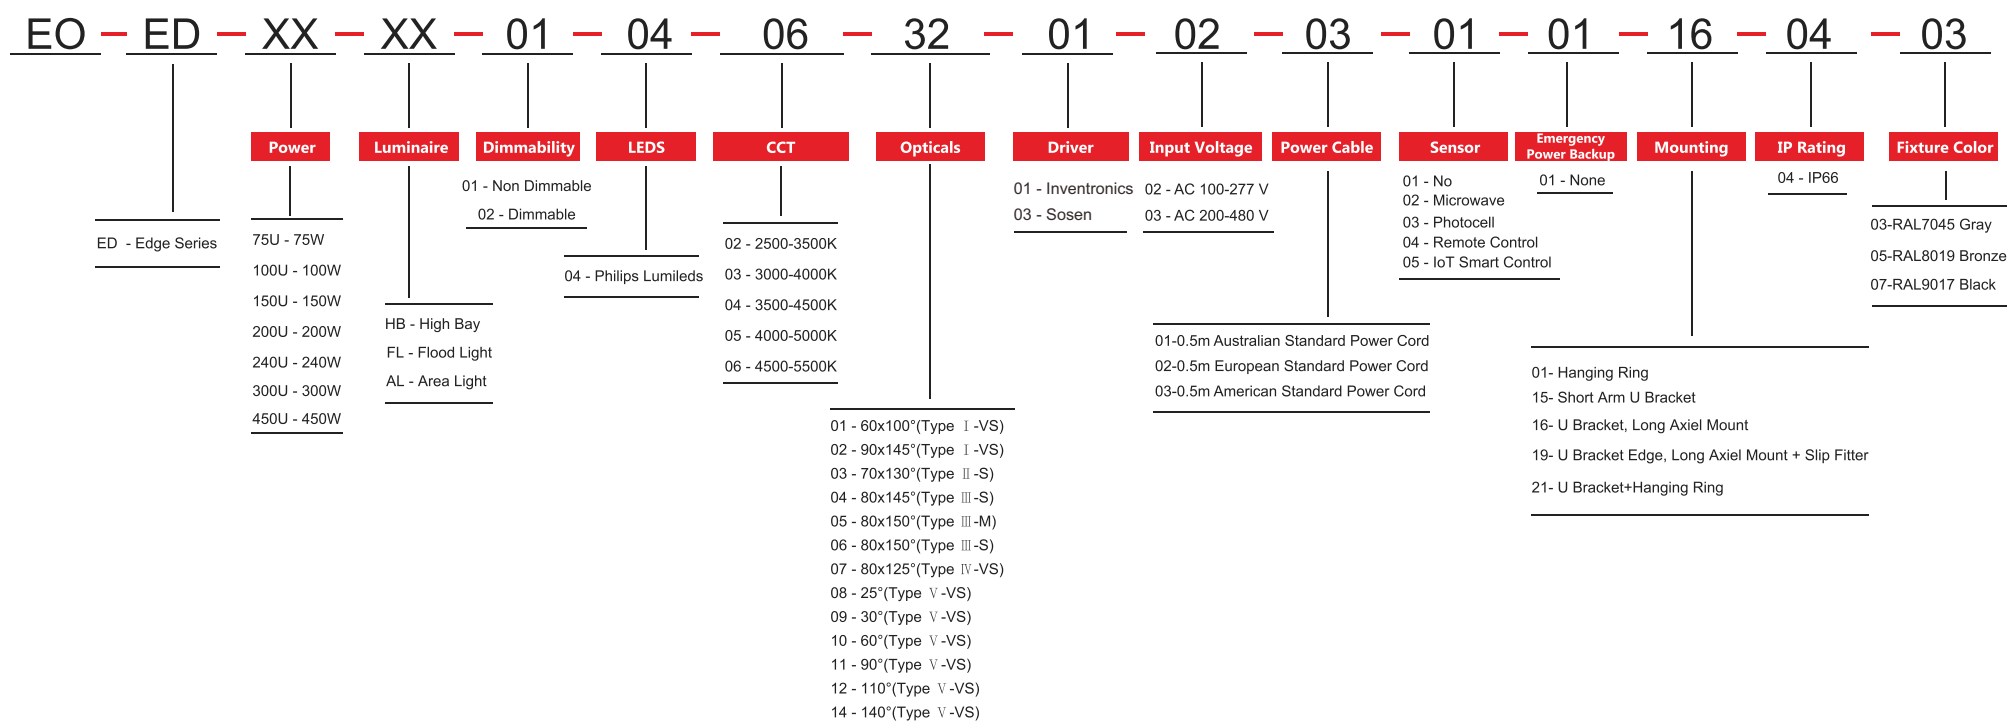 EO ED XX XX 01 04 06 32 01 02 03 01 01 16 04 03
Power
Luminaire
Dimmability
LEDS
CCT
Opticals
Driver
Input Voltage
Power Cable
Sensor
Emergency
Power Backup
Mounting
IP Rating
Fixture Color
ED - Edge Series
75U - 75W
100U - 100W
150U - 150W
200U - 200W
240U - 240W
300U - 300W
450U - 450W
HB - High Bay
FL - Flood Light
AL - Area Light
01 - Non Dimmable
02 - Dimmable
04 - Philips Lumileds
02 - 2500-3500K
03 - 3000-4000K
04 - 3500-4500K
05 - 4000-5000K
06 - 4500-5500K
01 - 60x100°(Type Ⅰ-VS)
02 - 90x145°(Type Ⅰ-VS)
03 - 70x130°(Type Ⅱ-S)
04 - 80x145°(Type Ⅲ-S)
05 - 80x150°(Type Ⅲ-M)
06 - 80x150°(Type Ⅲ-S)
07 - 80x125°(Type Ⅳ-VS)
08 - 25°(Type Ⅴ-VS)
09 - 30°(Type Ⅴ-VS)
10 - 60°(Type Ⅴ-VS)
11 - 90°(Type Ⅴ-VS)
12 - 110°(Type Ⅴ-VS)
14 - 140°(Type Ⅴ-VS)
01 - Inventronics
03 - Sosen
02 - AC 100-277 V
03 - AC 200-480 V
01-0.5m Australian Standard Power Cord
02-0.5m European Standard Power Cord
03-0.5m American Standard Power Cord
01 - No
02 - Microwave
03 - Photocell
04 - Remote Control
05 - IoT Smart Control
01 - None
01- Hanging Ring
15- Short Arm U Bracket
16- U Bracket, Long Axiel Mount
19- U Bracket Edge, Long Axiel Mount + Slip Fitter
21- U Bracket+Hanging Ring
04 - IP66
03-RAL7045 Gray
05-RAL8019 Bronze
07-RAL9017 Black